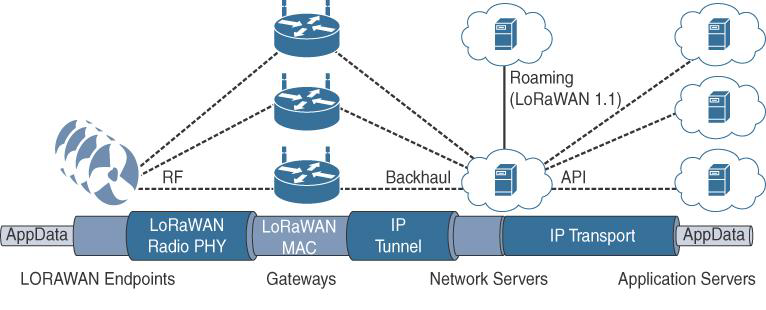 Roaming
(LoRaWAN 1.1)
RF
Backhaul
API
AppData
LoRaWAN
Radio PHY
LoRaWAN
MAC
IP
Tunnel
IP Transport
AppData
LORAWAN Endpoints
Gateways
Network Servers
Application Servers